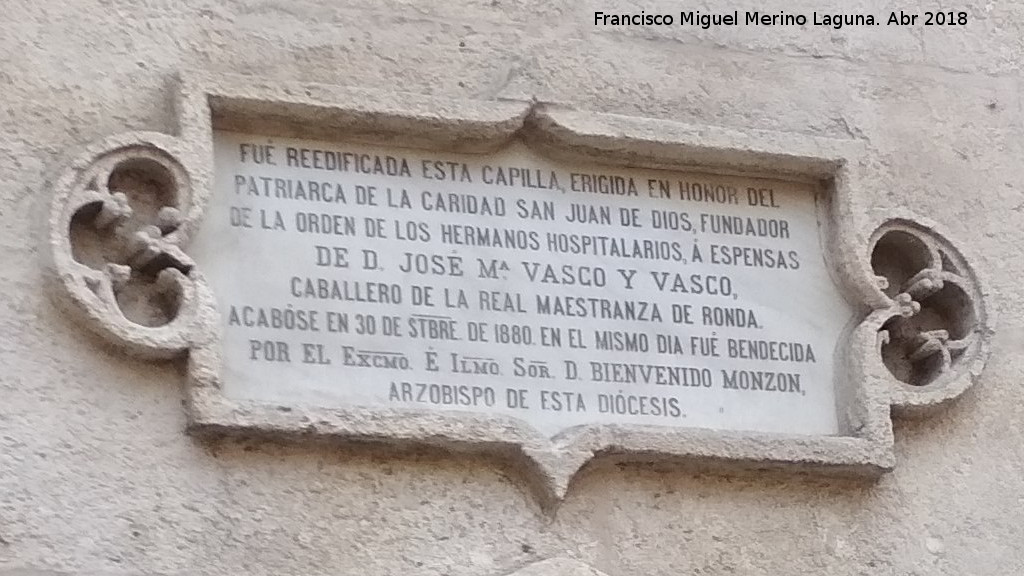 Francisco Miguel Merino Laguna. Abr 2018
FUÉ REEDIFICADA ESTA CAPILLA, ERIGIDA EN HONOR DEL
PATRIARCA DE LA CARIDAD SAN JUAN DE DIOS, FUNDADOR
DE LA ORDEN DE LOS HERMANOS HOSPITALARIOS, Á ESPENSAS
DE D. JOSÉ Mª VASCO Y VASCO,
CABALLERO DE LA REAL MAESTRANZA DE RONDA.
ACABÓSE EN 30 DE STBRE. DE 1880. EN EL MISMO DIA FUÉ BENDECIDA
POR EL EXCMO. É ILMO. SOR. D. BIENVENIDO MONZON,
ARZOBISPO DE ESTA DIÓCESIS.